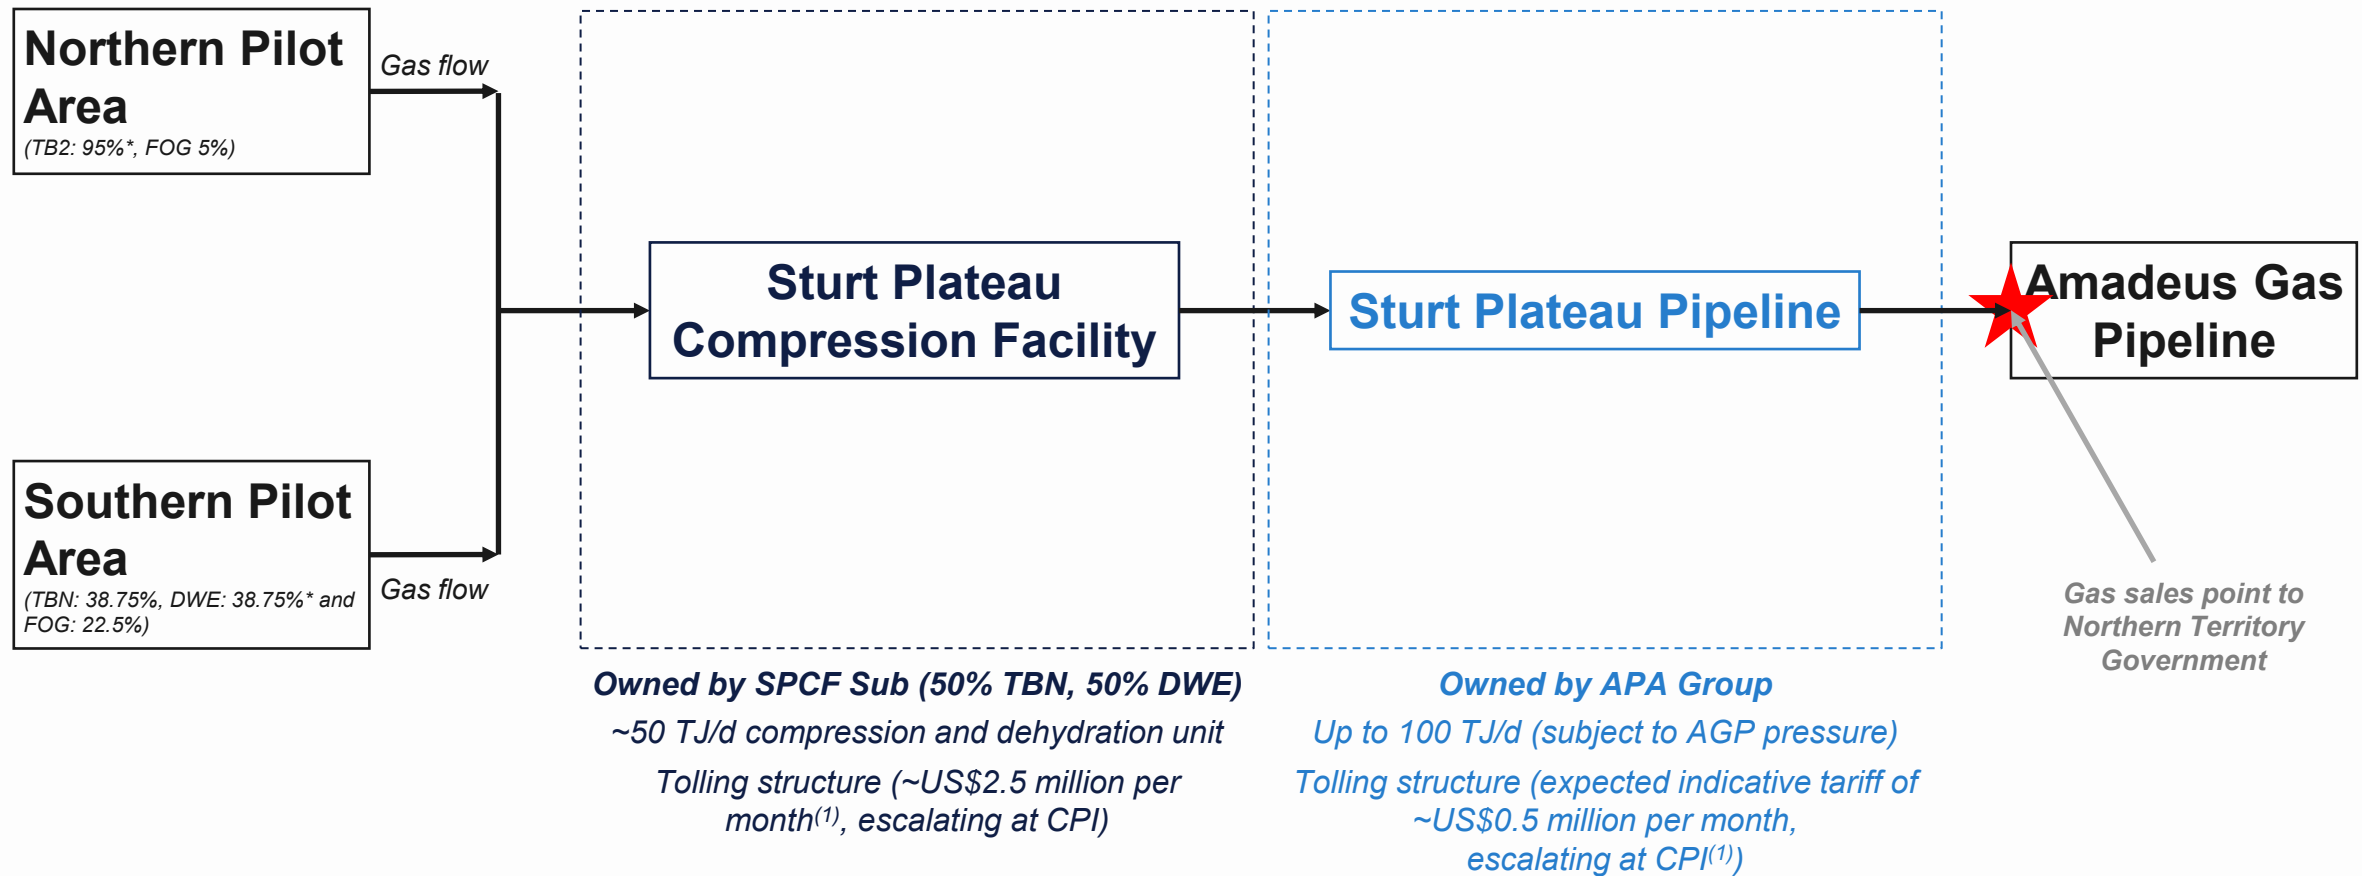 Northern Pilot
Area
(TB2: 95%*, FOG 5%)
Gas flow
Southern Pilot
Area
(TBN: 38.75%, DWE: 38.75%* and
FOG: 22.5%)
Gas flow
Sturt Plateau
Compression Facility
Owned by SPCF Sub (50% TBN, 50% DWE)
~50 TJ/d compression and dehydration unit
Tolling structure (~US$2.5 million per
month(1), escalating at CPI)
Sturt Plateau Pipeline
Owned by APA Group
Up to 100 TJ/d (subject to AGP pressure)
Tolling structure (expected indicative tariff of
~US$0.5 million per month,
escalating at CPI(1))
Amadeus Gas
Pipeline
Gas sales point to
Northern Territory
Government